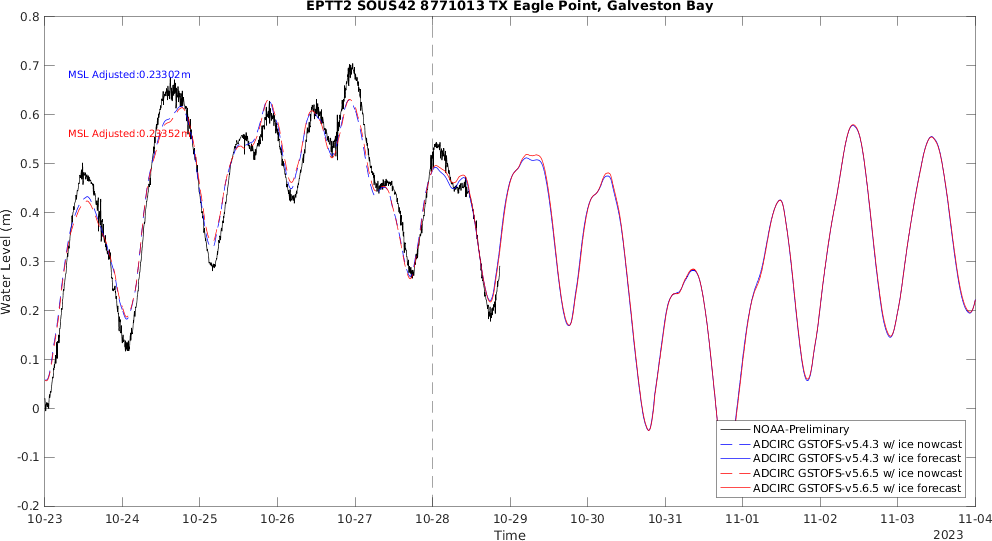 EPTT2 SOUS42 8771013 TX Eagle Point, Galveston Bay
0.8
0.7
0.6
0.5
0.4
0.3
0.2
0.1
0
-0.1
-0.2
Water Level (m)
MSL Adjusted:0.23302m
MSL Adjusted:0.23352m
NOAA-Preliminary
ADCIRC GSTOFS-v5.4.3 w/ ice nowcast
ADCIRC GSTOFS-v5.4.3 w/ ice forecast
ADCIRC GSTOFS-v5.6.5 w/ ice nowcast
ADCIRC GSTOFS-v5.6.5 w/ ice forecast
10-23 10-24 10-25 10-26 10-27 10-28 10-29 10-30 10-31 11-01 11-02 11-03 11-04
Time
2023